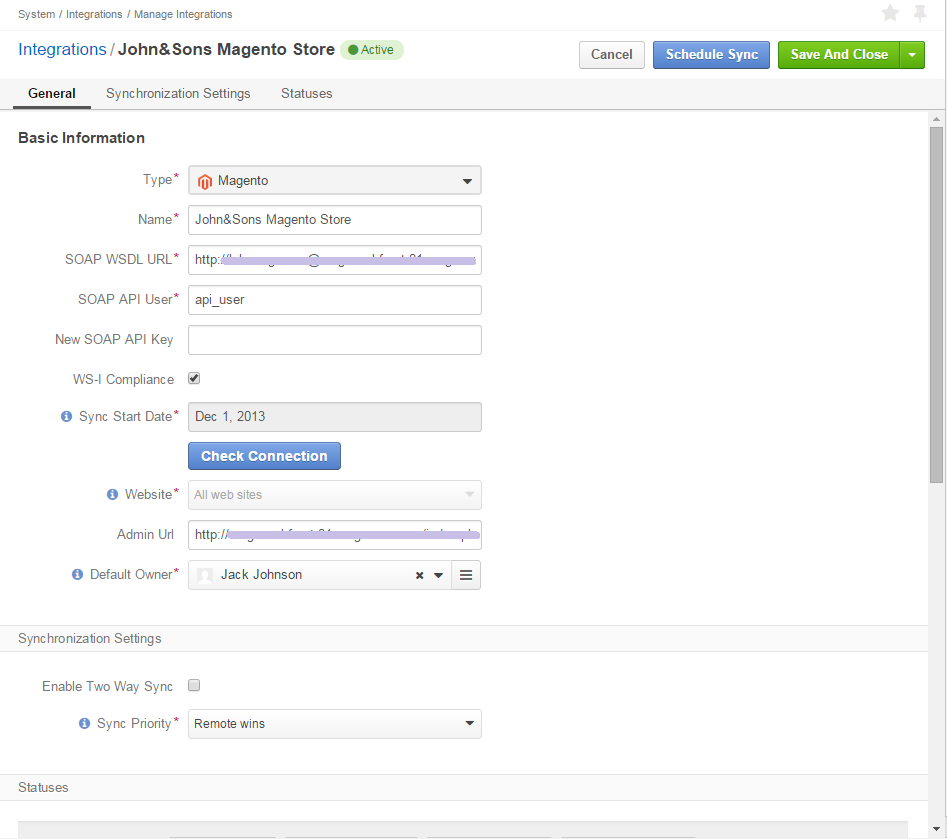 System / Integrations / Manage Integrations
Integrations / John&Sons Magento Store Active
Cancel Schedule Sync Save And Close
General Synchronization Settings Statuses
Basic Information
Type* Magento
Name* John&Sons Magento Store
SOAP WSDL URL* http:/
SOAP API User* api_user
New SOAP API Key
WS-I Compliance
Sync Start Date* Dec 1, 2013
Check Connection
Website* All web sites
Admin Url http://
Default Owner* Jack Johnson
Synchronization Settings
Enable Two Way Sync
Sync Priority* Remote wins
Statuses